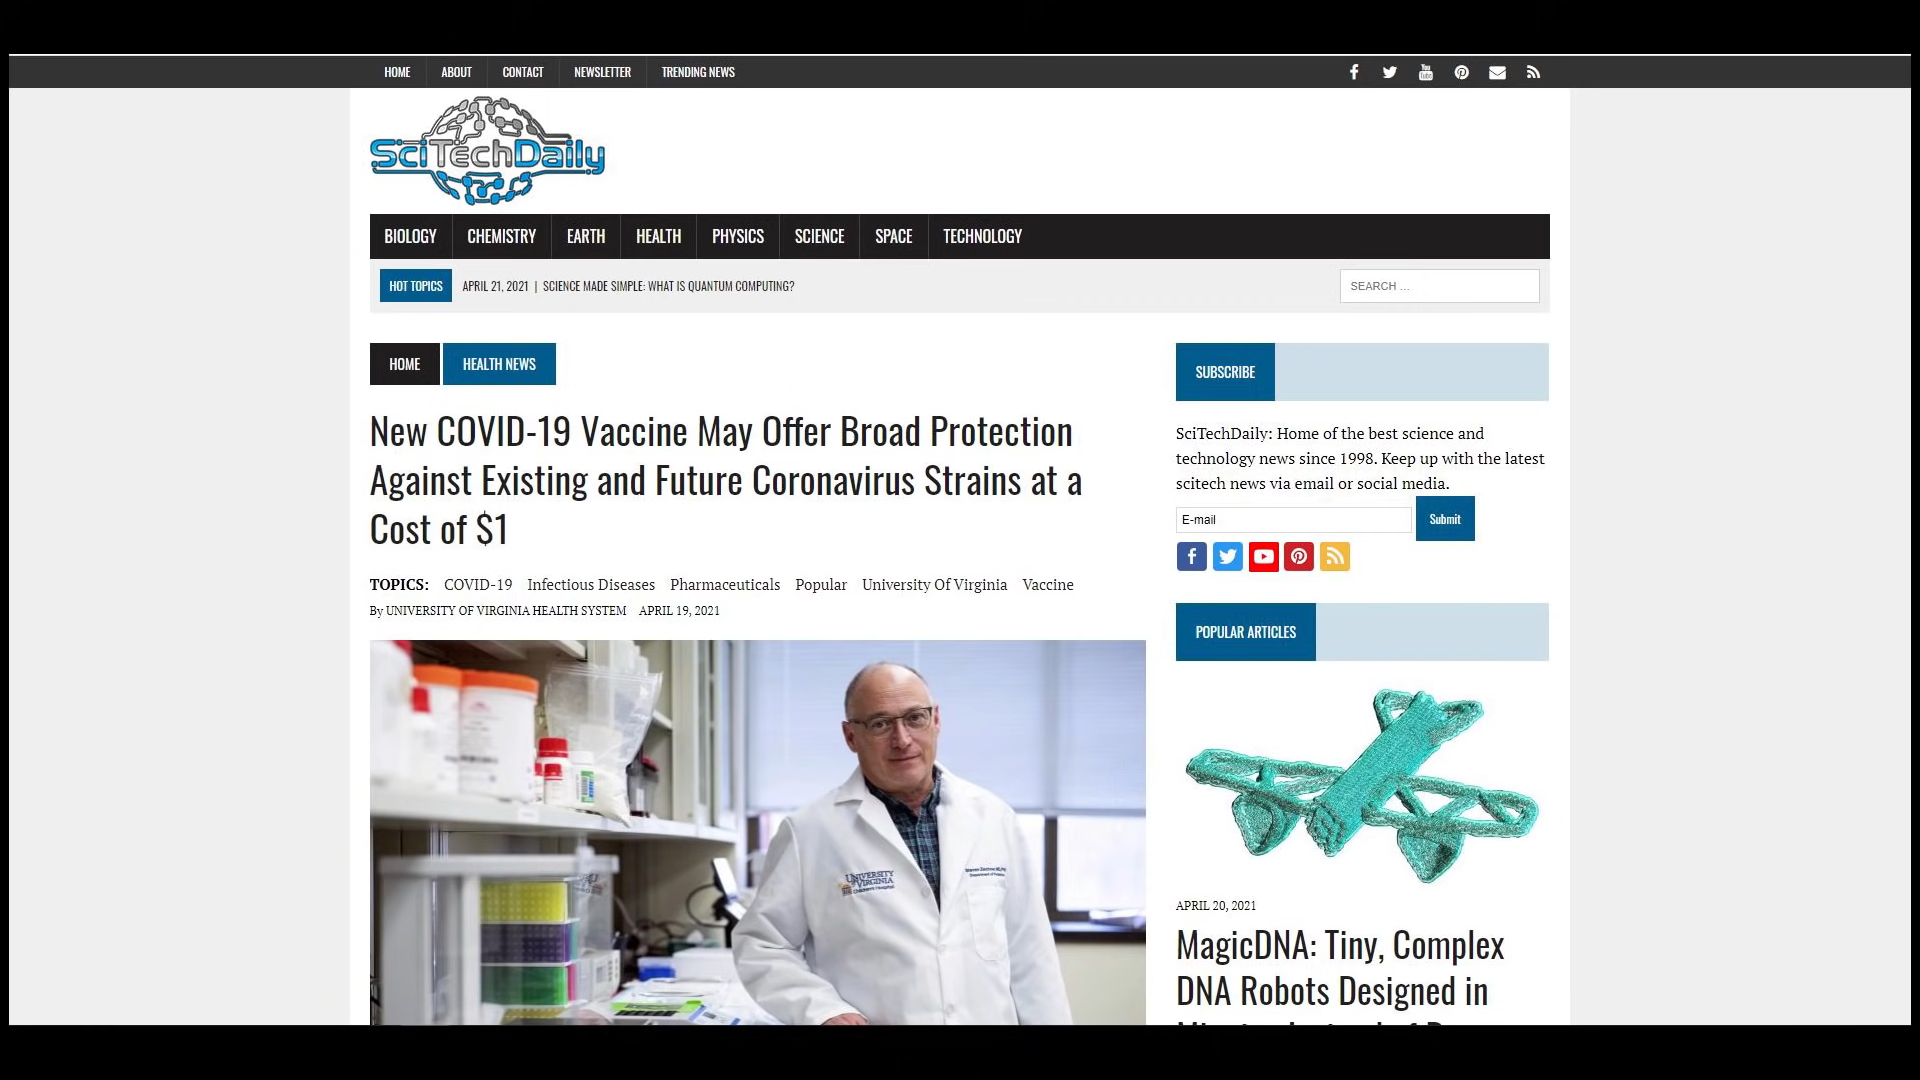 HOME ABOUT CONTACT NEWSLETTER TRENDING NEWS
SciTechDaily
BIOLOGY CHEMISTRY EARTH HEALTH PHYSICS SCIENCE SPACE TECHNOLOGY
HOT TOPICS APRIL 21, 2021 | SCIENCE MADE SIMPLE: WHAT IS QUANTUM COMPUTING? SEARCH ...
HOME HEALTH NEWS
New COVID-19 Vaccine May Offer Broad Protection
Against Existing and Future Coronavirus Strains at a
Cost of $1
TOPICS: COVID-19 Infectious Diseases Pharmaceuticals Popular University Of Virginia Vaccine
By UNIVERSITY OF VIRGINIA HEALTH SYSTEM APRIL 19, 2021
UNIVERSITY
of VIRGINIA
Children's Hospital
SUBSCRIBE
SciTechDaily: Home of the best science and
technology news since 1998. Keep up with the latest
scitech news via email or social media.
E-mail Submit
POPULAR ARTICLES
APRIL 20, 2021
MagicDNA: Tiny, Complex
DNA Robots Designed in